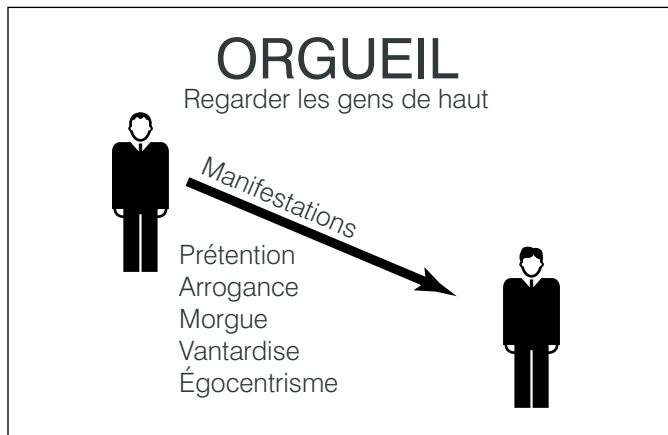 ORGUEIL
Regarder les gens de haut
Manifestations
Prétention
Arrogance
Morgue
Vantardise
Égocentrisme